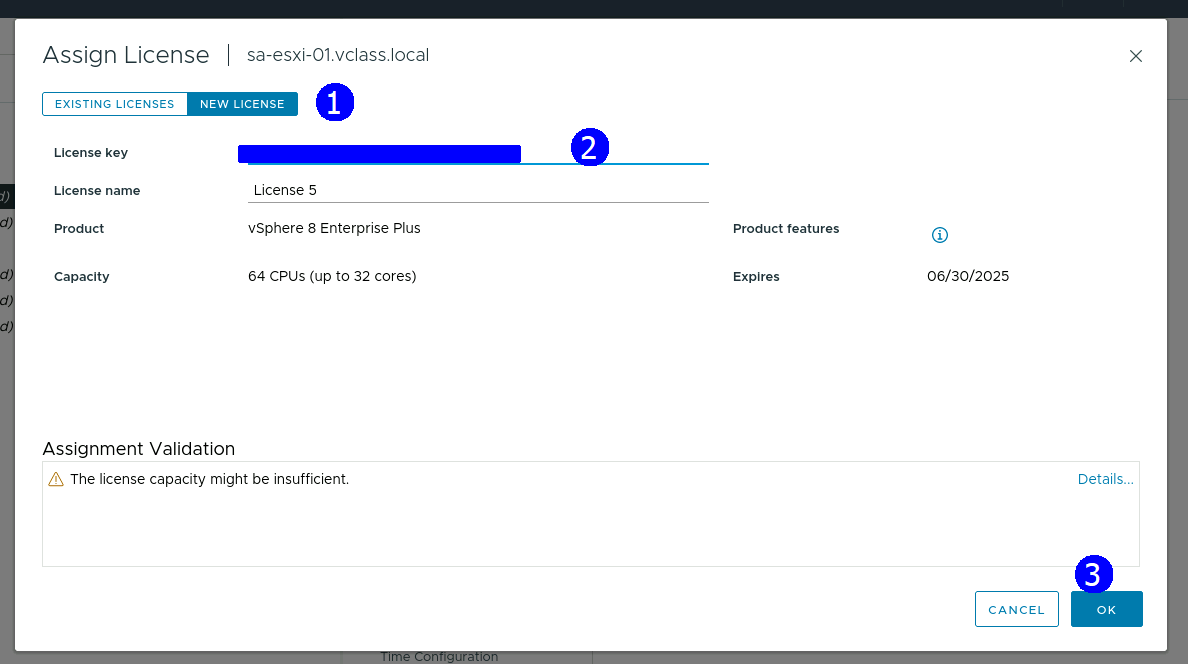 Assign License | sa-esxi-01.vclass.local
EXISTING LICENSES NEW LICENSE 1
License key 2
License name License 5
Product vSphere 8 Enterprise Plus Product features
Capacity 64 CPUs (up to 32 cores) Expires 06/30/2025
d)
d)
d)
d)
d)
Assignment Validation
The license capacity might be insufficient. Details...
3
CANCEL OK
Time Configuration